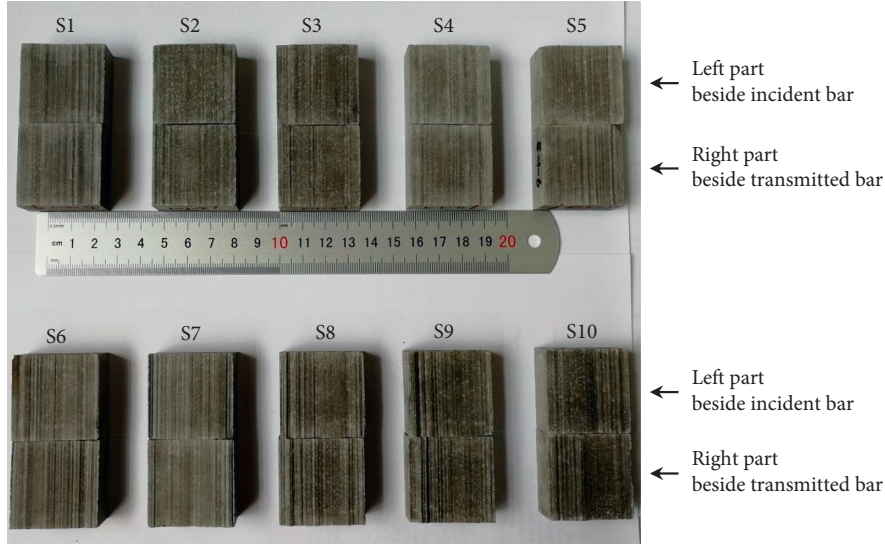 S1 S2 S3 S4 S5
Left part
beside incident bar
Right part
beside transmitted bar
cm 1 2 3 4 5 6 7 8 9 10 11 12 13 14 15 16 17 18 19 20
S6 S7 S8 S9 S10
Left part
beside incident bar
Right part
beside transmitted bar